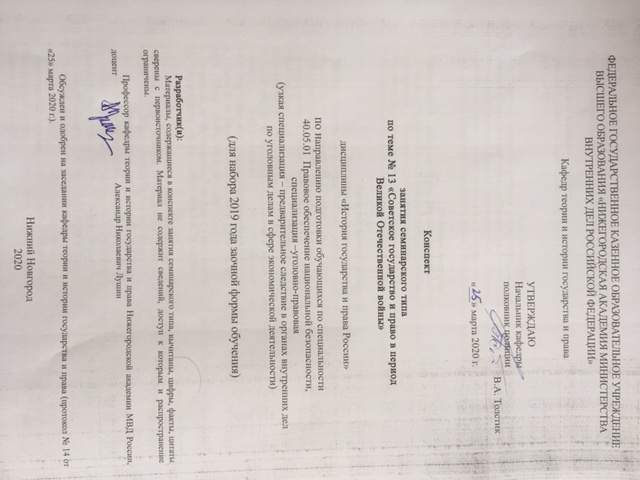 ФЕДЕРАЛЬНОЕ ГОСУДАРСТВЕННОЕ КАЗЕННОЕ ОБРАЗОВАТЕЛЬНОЕ УЧРЕЖДЕНИЕ
ВЫСШЕГО ОБРАЗОВАНИЯ «НИЖЕГОРОДСКАЯ АКАДЕМИЯ МИНИСТЕРСТВА
ВНУТРЕННИХ ДЕЛ РОССИЙСКОЙ ФЕДЕРАЦИИ»
Кафедра теории и истории государства и права
УТВЕРЖДАЮ
Начальник кафедры
полковник полиции
В.А. Толстик
«25» марта 2020 г.
Конспект
занятия семинарского типа
по теме № 13 «Советское государство и право в период
Великой Отечественной войны»
дисциплины «История государства и права России»
по направлению подготовки обучающихся по специальности
40.05.01 Правовое обеспечение национальной безопасности,
специализация –уголовно-правовая
(узкая специализация – предварительное следствие в органах внутренних дел
по уголовным делам в сфере экономической деятельности)
(для набора 2019 года заочной формы обучения)
Разработчик(и):
Материалы, содержащиеся в конспекте занятия семинарского типа, вычитаны, цифры, факты, цитаты
сверены с первоисточником. Материал не содержит сведений, доступ к которым и распространение
ограничены.
Профессор кафедры теории и истории государства и права Нижегородской академии МВД России,
доцент Александр Николаевич Лушин
Обсужден и одобрен на заседании кафедры теории и истории государства и права (протокол № 14 от
«25» марта 2020 г.).
Нижний Новгород
2020